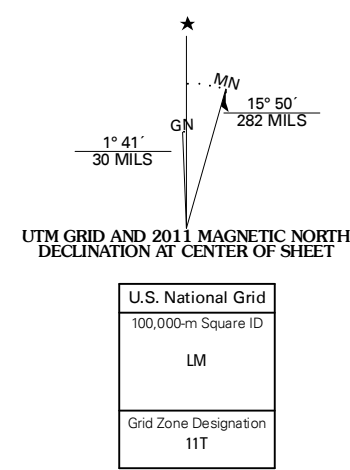 MN
GN
15° 50´
282 MILS
1° 41´
30 MILS
UTM GRID AND 2011 MAGNETIC NORTH
DECLINATION AT CENTER OF SHEET
U.S. National Grid
100,000-m Square ID
LM
Grid Zone Designation
11T